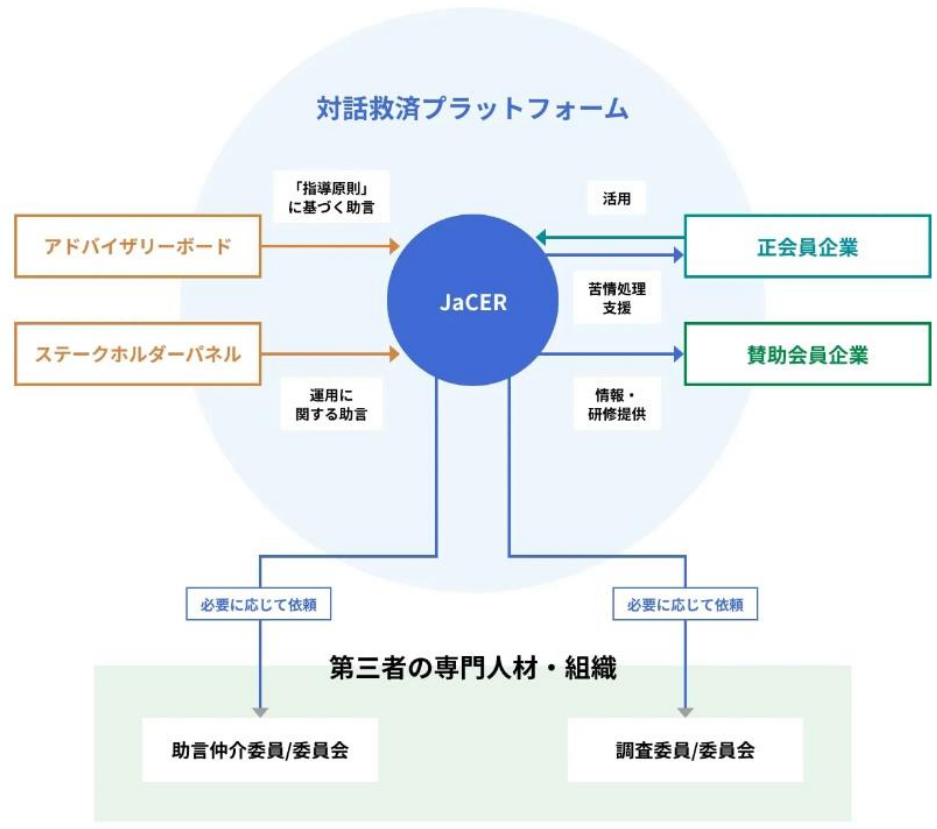 対話救済プラットフォーム
「指導原則」
に基づく助言
活用
アドバイザリーボード
正会員企業
JaCER
苦情処理
支援
ステークホルダーパネル
賛助会員企業
運用に
関する助言
情報・
研修提供
必要に応じて依頼
必要に応じて依頼
第三者の専門人材・組織
助言仲介委員/委員会
調査委員/委員会